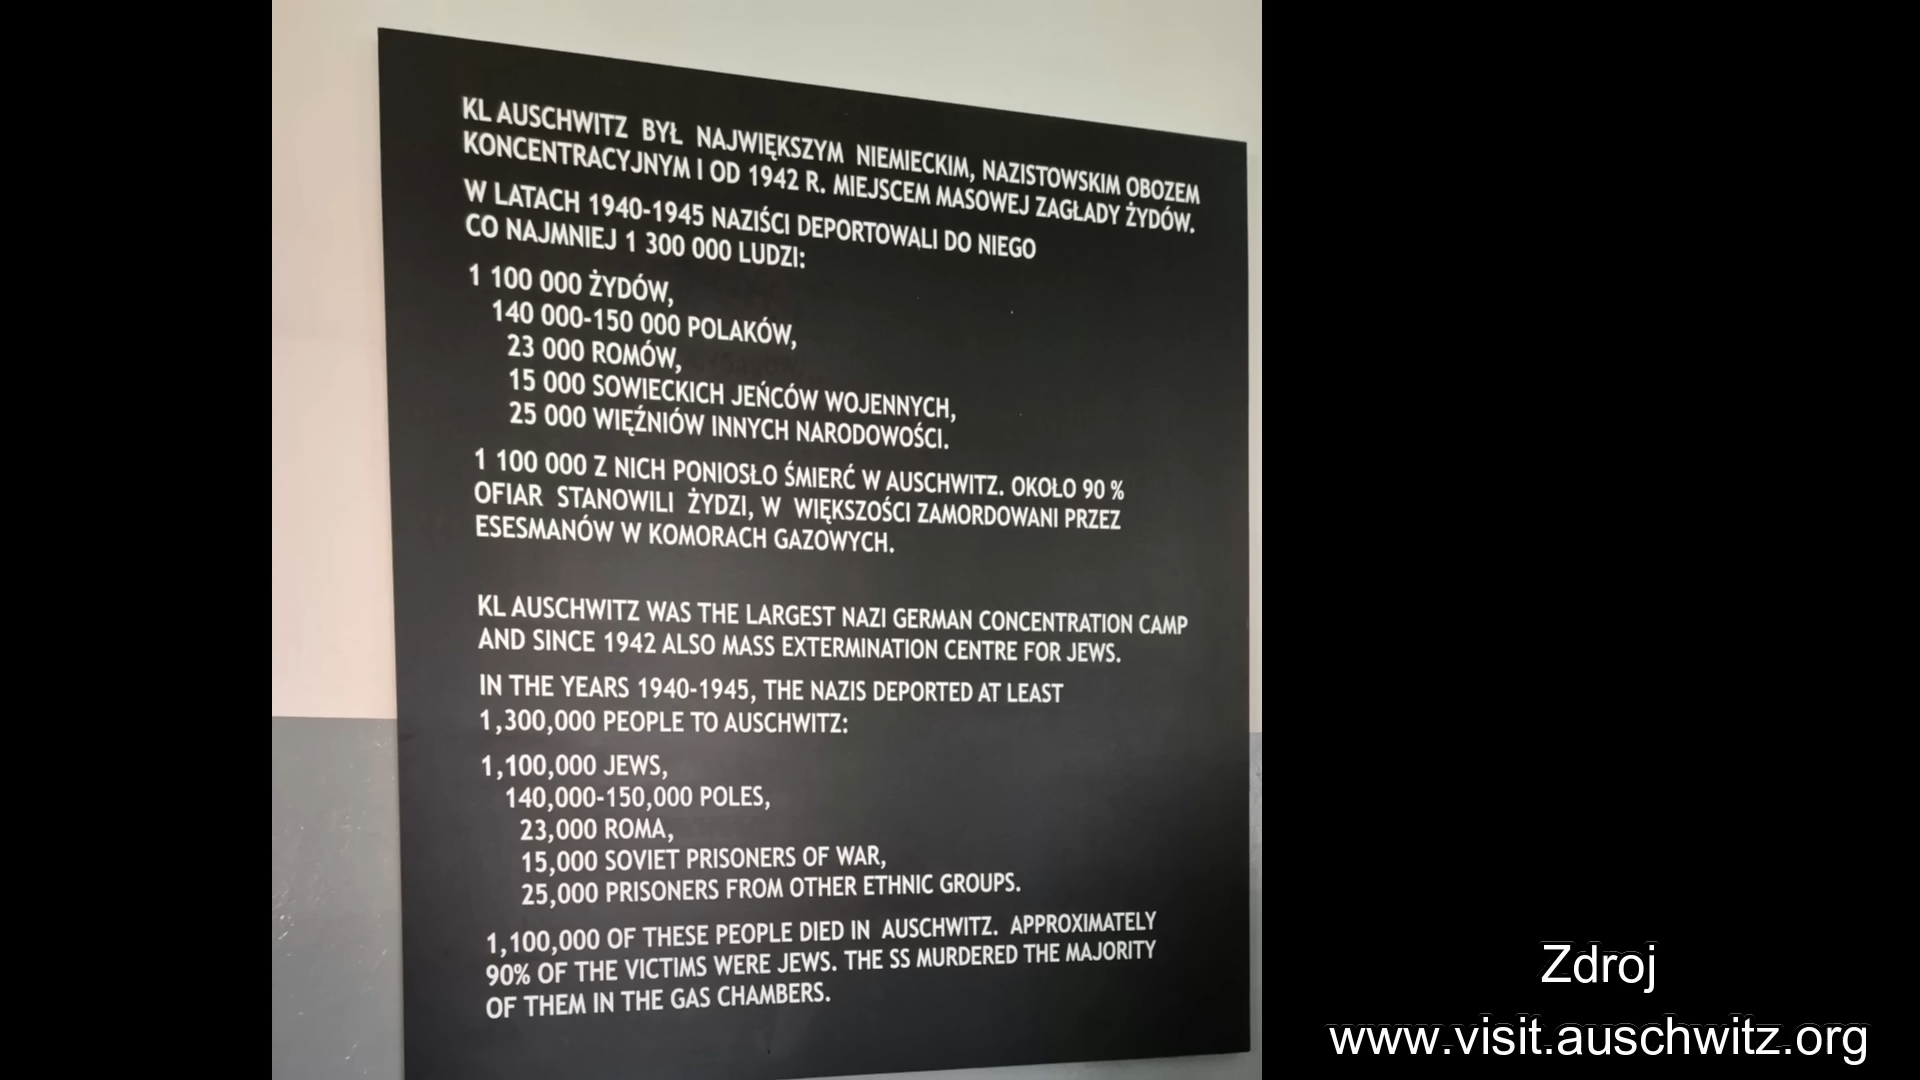 KL AUSCHWITZ BYŁ NAJWIĘKSZYM NIEMIECKIM, NAZISTOWSKIM OBOZEM
KONCENTRACYJNYM I OD 1942 R. MIEJSCEM MASOWEJ ZAGŁADY ŻYDÓW.
W LATACH 1940-1945 NAZIŚCI DEPORTOWALI DO NIEGO
CO NAJMNIEJ 1 300 000 LUDZI:
1 100 000 ŻYDÓW,
140 000-150 000 POLAKÓW,
23 000 ROMÓW,
15 000 SOWIECKICH JEŃCÓW WOJENNYCH,
25 000 WIĘŹNIÓW INNYCH NARODOWOŚCI.
1 100 000 Z NICH PONIOSŁO ŚMIERĆ W AUSCHWITZ. OKOŁO 90 %
OFIAR STANOWILI ŻYDZI, W WIĘKSZOŚCI ZAMORDOWANI PRZEZ
ESESMANÓW W KOMORACH GAZOWYCH.
KL AUSCHWITZ WAS THE LARGEST NAZI GERMAN CONCENTRATION CAMP
AND SINCE 1942 ALSO MASS EXTERMINATION CENTRE FOR JEWS.
IN THE YEARS 1940-1945, THE NAZIS DEPORTED AT LEAST
1,300,000 PEOPLE TO AUSCHWITZ:
1,100,000 JEWS,
140,000-150,000 POLES,
23,000 ROMA,
15,000 SOVIET PRISONERS OF WAR,
25,000 PRISONERS FROM OTHER ETHNIC GROUPS.
1,100,000 OF THESE PEOPLE DIED IN AUSCHWITZ. APPROXIMATELY
90% OF THE VICTIMS WERE JEWS. THE SS MURDERED THE MAJORITY
OF THEM IN THE GAS CHAMBERS.
Zdroj
www.visit.auschwitz.org